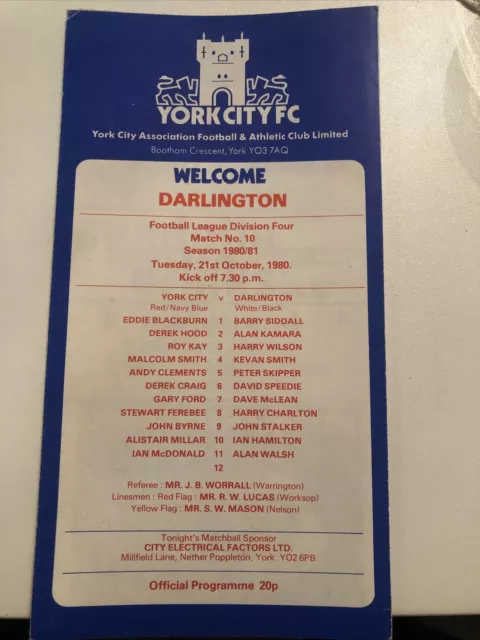 YORK CITY FC
York City Association Football & Athletic Club Limited
Bootham Crescent, York YO3 7AQ
WELCOME
DARLINGTON
Football League Division Four
Match No. 10
Season 1980/81
Tuesday, 21st October, 1980.
Kick off 7.30 p.m.
YORK CITY v DARLINGTON
Red/Navy Blue White/Black
EDDIE BLACKBURN 1 BARRY SIDDALL
DEREK HOOD 2 ALAN KAMARA
ROY KAY 3 HARRY WILSON
MALCOLM SMITH 4 KEVAN SMITH
ANDY CLEMENTS 5 PETER SKIPPER
DEREK CRAIG 6 DAVID SPEEDIE
GARY FORD 7 DAVE McLEAN
STEWART FEREBEE 8 HARRY CHARLTON
JOHN BYRNE 9 JOHN STALKER
ALISTAIR MILLAR 10 IAN HAMILTON
IAN McDONALD 11 ALAN WALSH
12
Referee : MR. J. B. WORRALL (Warrington)
Linesmen : Red Flag : MR. R. W. LUCAS (Worksop)
Yellow Flag : MR. S. W. MASON (Nelson)
Tonight's Matchball Sponsor
CITY ELECTRICAL FACTORS LTD.
Millfield Lane, Nether Poppleton, York. YO2 6PB
Official Programme 20p